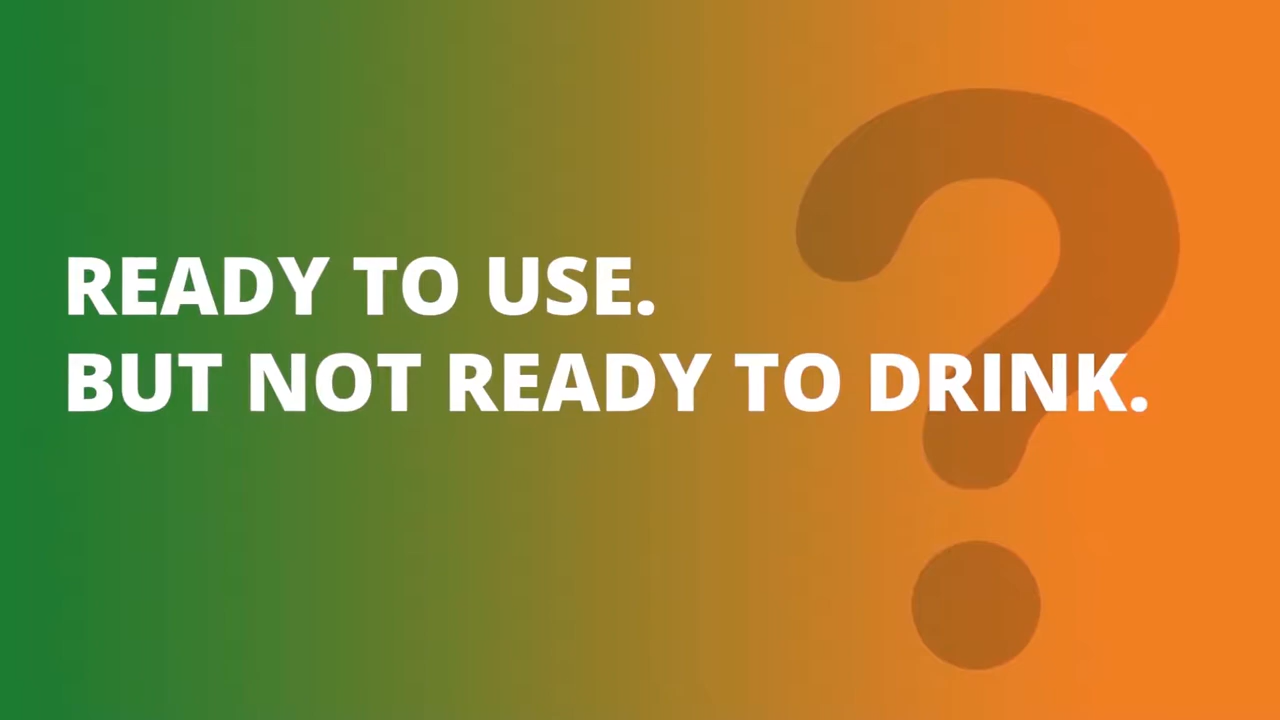 READY TO USE.
BUT NOT READY TO DRINK.
?